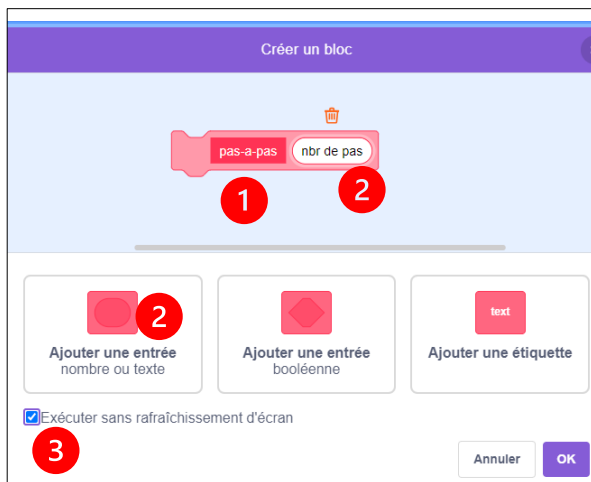 Créer un bloc
pas-a-pas nbr de pas
1 2
text
2
Ajouter une entrée Ajouter une entrée Ajouter une étiquette
nombre ou texte booléenne
Exécuter sans rafraîchissement d'écran
3
Annuler OK